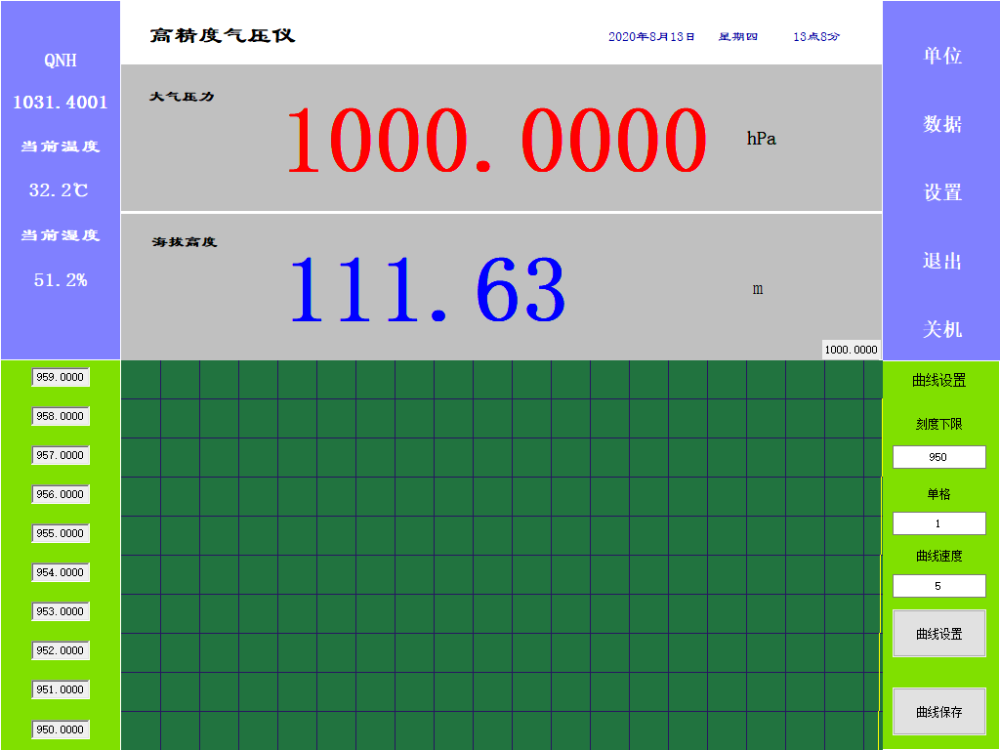 高精度气压仪
2020年8月13日 星期四 13点8分
QNH
1031.4001
当前温度
32.2℃
当前湿度
51.2%
大气压力
1000.0000 hPa
海拔高度
111.63 m
1000.0000
单位
数据
设置
退出
关机
959.0000
958.0000
957.0000
956.0000
955.0000
954.0000
953.0000
952.0000
951.0000
950.0000
曲线设置
刻度下限
950
单格
1
曲线速度
5
曲线设置
曲线保存